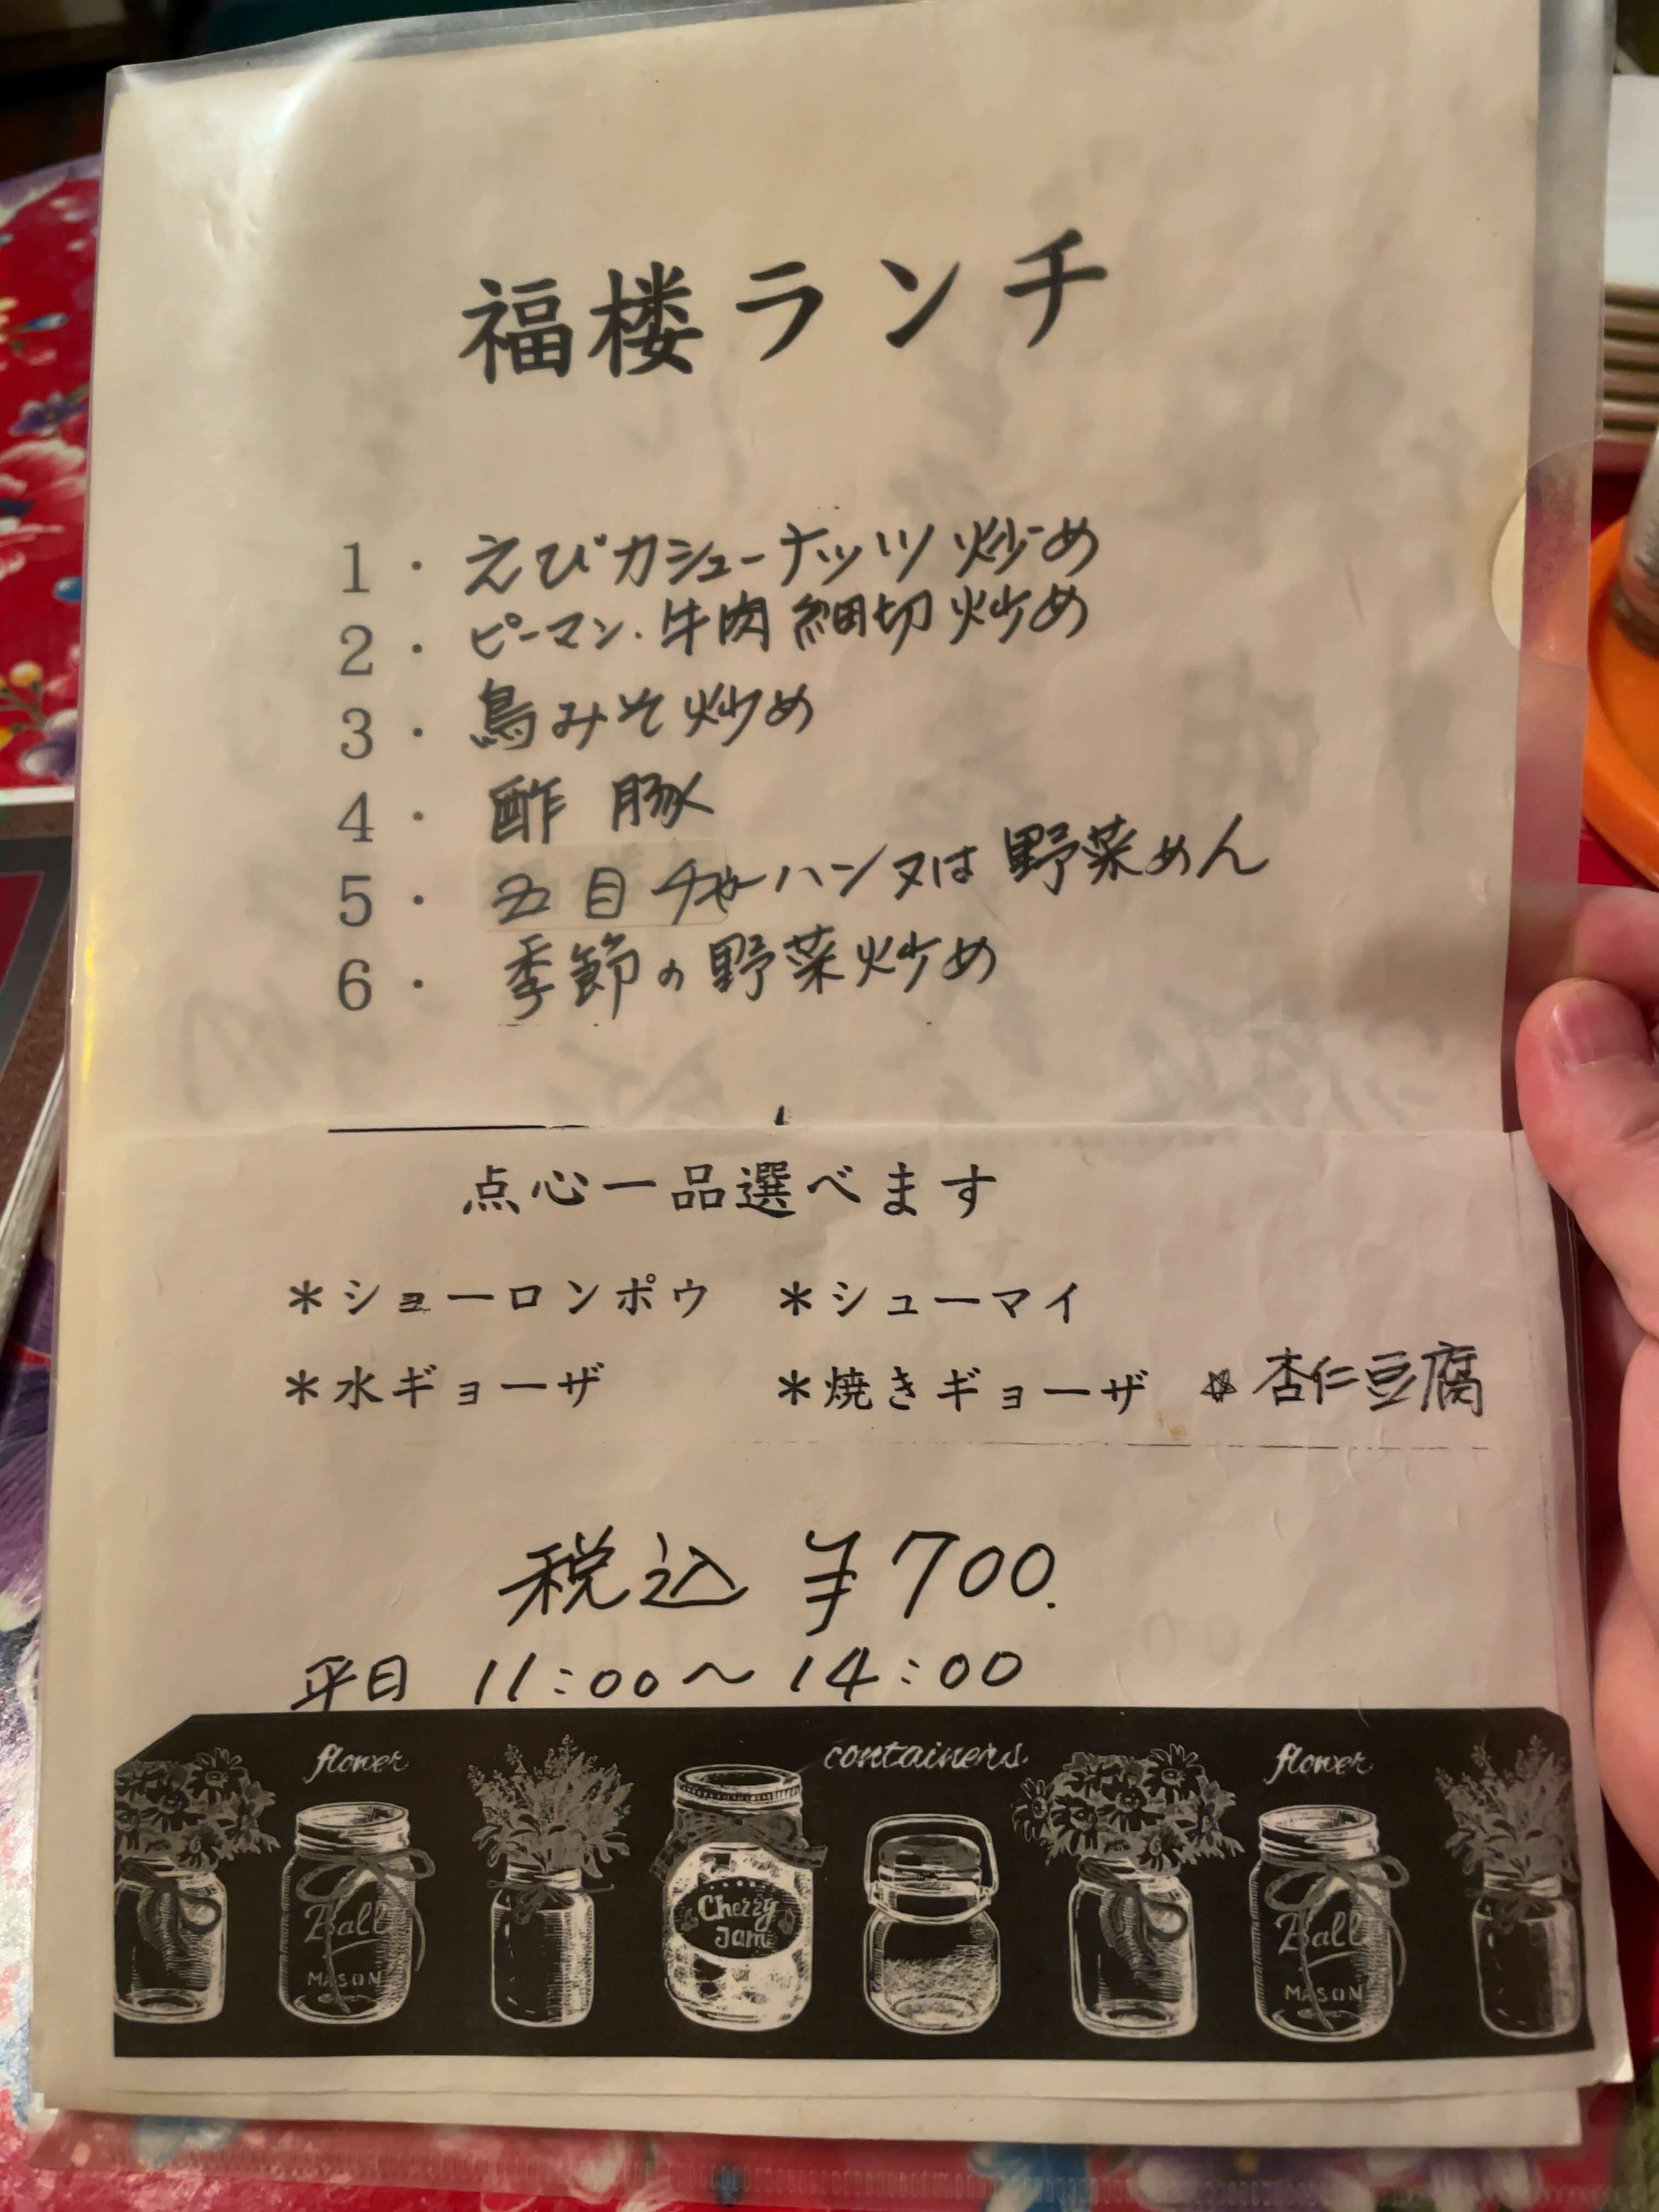 福楼ランチ
1・えびカシューナッツ炒め
2・ピーマン・牛肉細切炒め
3・鳥みそ炒め
4・酢豚
5・五目チャーハン又は野菜めん
6・季節の野菜炒め
点心一品選べます
＊ショーロンポウ ＊シューマイ
＊水ギョーザ ＊焼きギョーザ ☆杏仁豆腐
税込 ¥700.
平日 11:00～14:00
flower containers flower
Ball MASON Cherry Jam Ball MASON